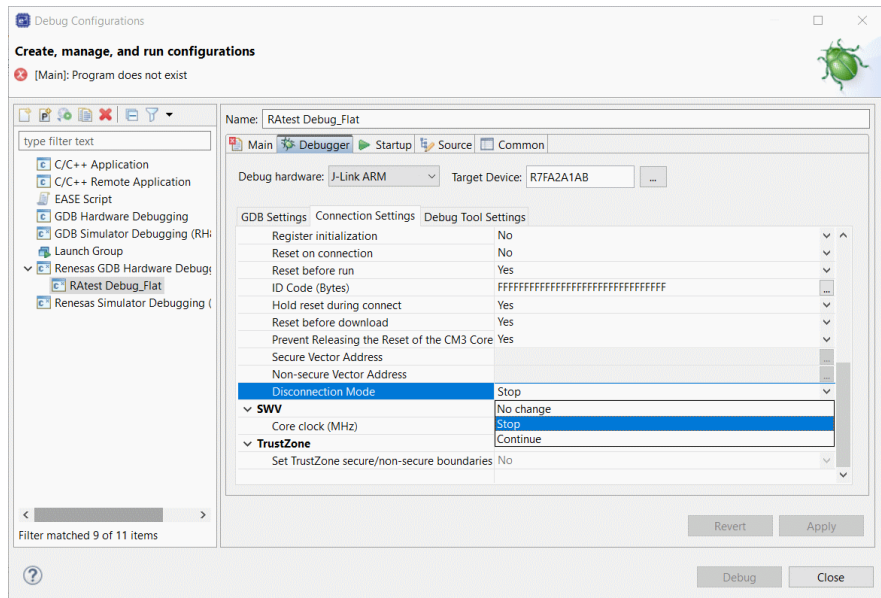 Debug Configurations
Create, manage, and run configurations
[Main]: Program does not exist
type filter text
C/C++ Application
C/C++ Remote Application
EASE Script
GDB Hardware Debugging
GDB Simulator Debugging (RH8
Launch Group
Renesas GDB Hardware Debug
RAtest Debug_Flat
Renesas Simulator Debugging (
Filter matched 9 of 11 items
Name: RAtest Debug_Flat
Main Debugger Startup Source Common
Debug hardware: J-Link ARM Target Device: R7FA2A1AB ...
GDB Settings Connection Settings Debug Tool Settings
Register initialization No
Reset on connection No
Reset before run Yes
ID Code (Bytes) FFFFFFFFFFFFFFFFFFFFFFFFFFFFFFFF ...
Hold reset during connect Yes
Reset before download Yes
Prevent Releasing the Reset of the CM3 Core Yes
Secure Vector Address ...
Non-secure Vector Address ...
Disconnection Mode Stop
No change
SWV
Stop
Core clock (MHz)
Continue
TrustZone
Set TrustZone secure/non-secure boundaries No
Revert Apply
Debug Close